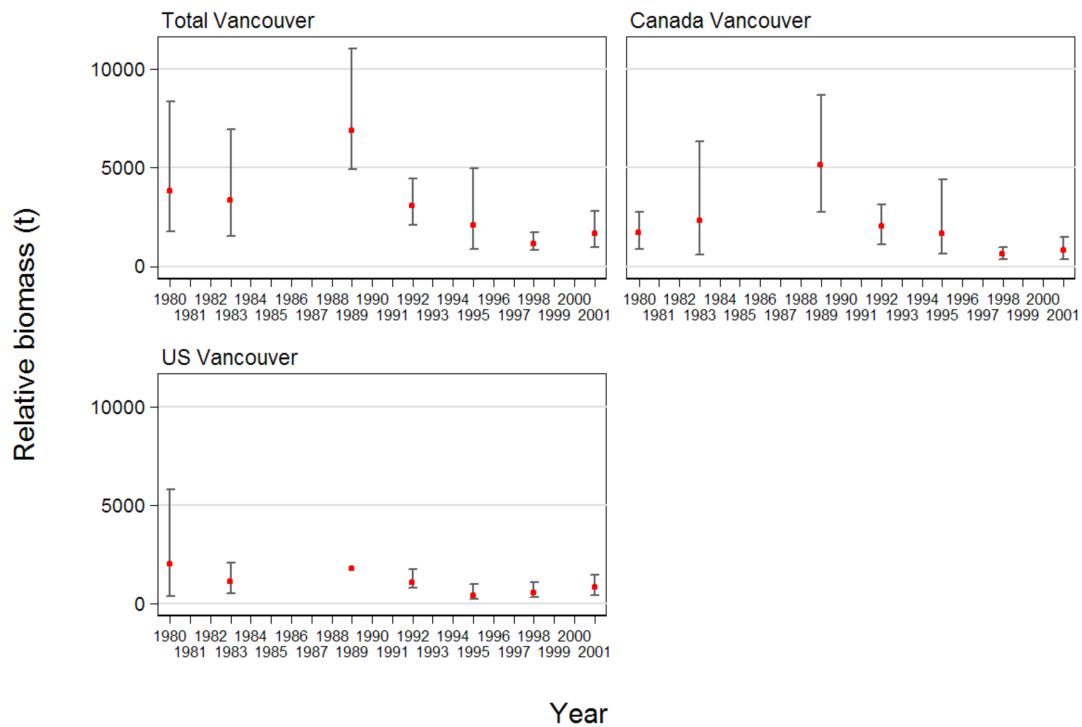 Total Vancouver
Canada Vancouver
10000
5000
0
1980 1982 1984 1986 1988 1990 1992 1994 1996 1998 2000
1981 1983 1985 1987 1989 1991 1993 1995 1997 1999 2001
1980 1982 1984 1986 1988 1990 1992 1994 1996 1998 2000
1981 1983 1985 1987 1989 1991 1993 1995 1997 1999 2001
US Vancouver
10000
5000
0
1980 1982 1984 1986 1988 1990 1992 1994 1996 1998 2000
1981 1983 1985 1987 1989 1991 1993 1995 1997 1999 2001
Relative biomass (t)
Year